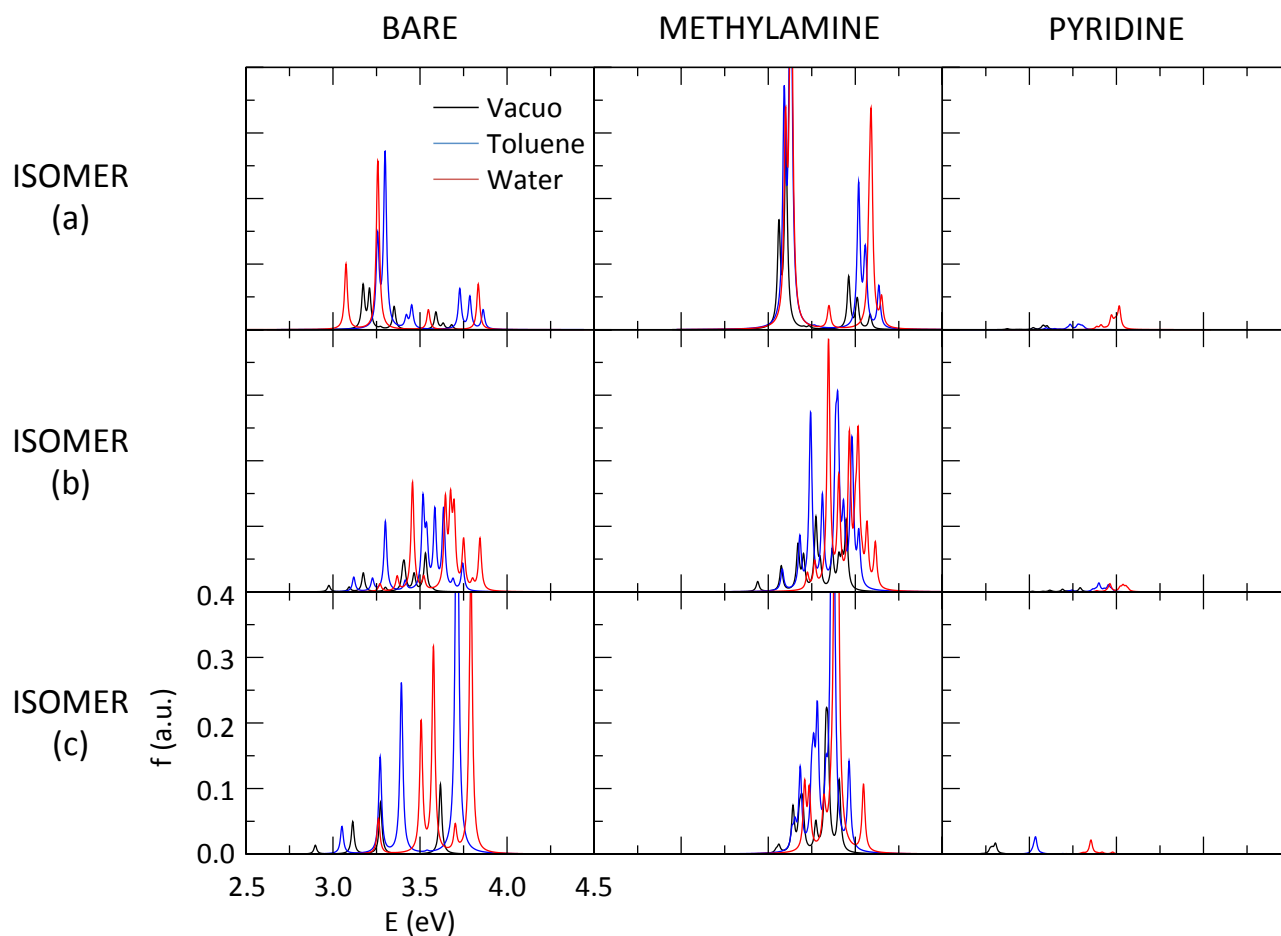 BARE METHYLAMINE PYRIDINE
Vacuo
Toluene
Water
ISOMER
(a)
ISOMER
(b)
ISOMER
(c)
f (a.u.)
0.4
0.3
0.2
0.1
0.0
2.5 3.0 3.5 4.0 4.5
E (eV)